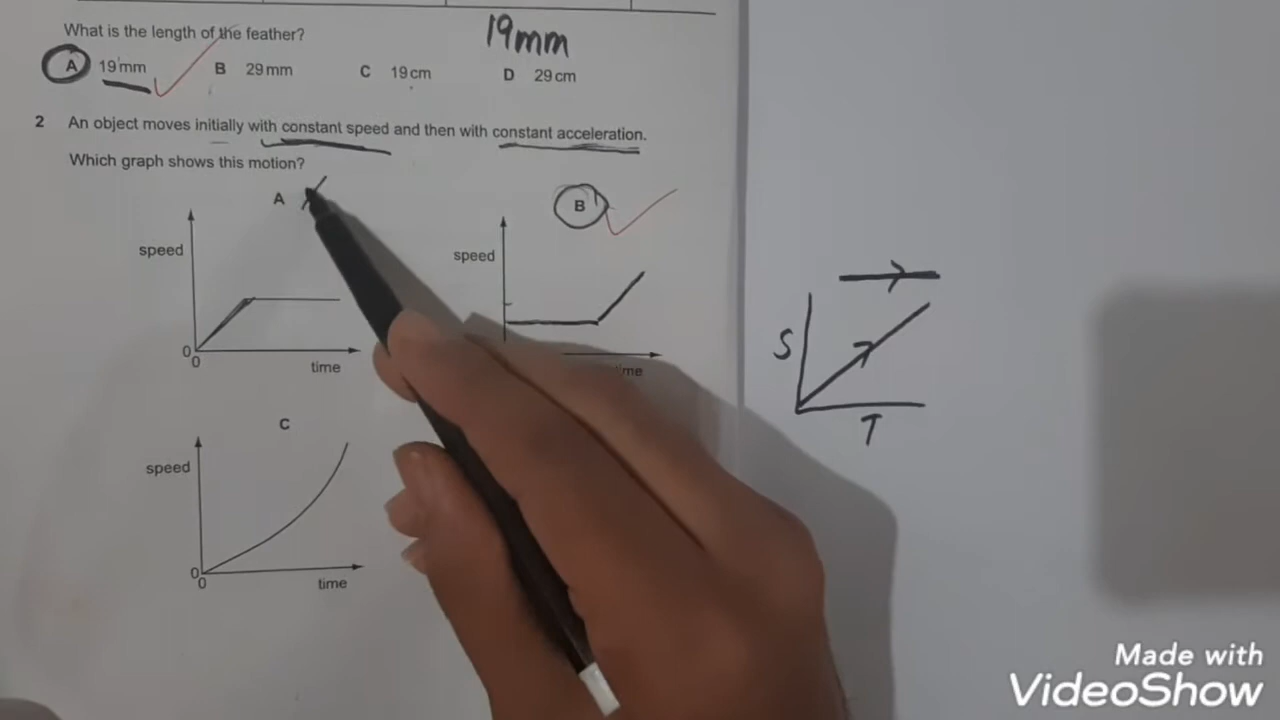 What is the length of the feather?
19mm
A 19 mm B 29 mm C 19 cm D 29 cm
2 An object moves initially with constant speed and then with constant acceleration.
Which graph shows this motion?
A
B
speed
0
0
time
speed
S
T
C
speed
0
0
time
Made with
VideoShow